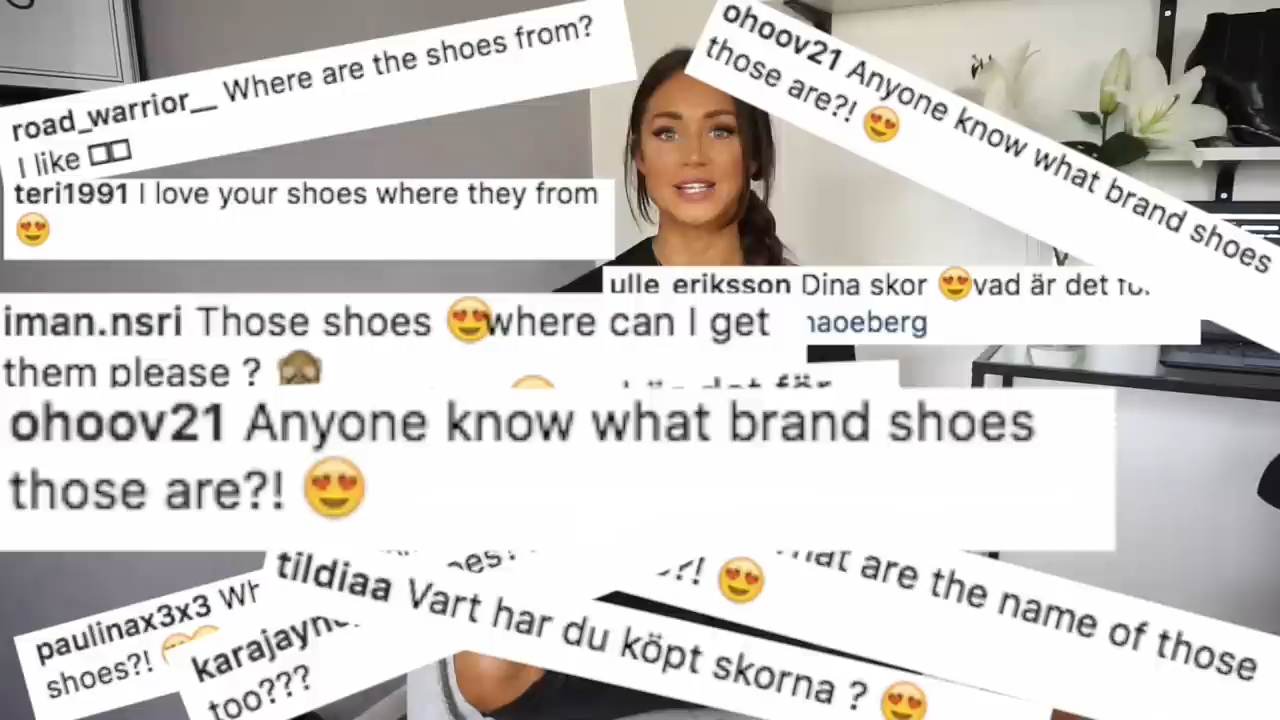 road_warrior__ Where are the shoes from?
I like
teri1991 I love your shoes where they from
😍
ohoov21 Anyone know what brand shoes
those are?! 😍
ulle_eriksson Dina skor 😍vad är det
iman.nsri Those shoes 😍where can I get
them please ? 🙈
det för
ohoov21 Anyone know what brand shoes
those are?! 😍
?! 😍
are the name of those
tildiaa Vart har du köpt skorna ? 😍
paulinax3x3
shoes?!
too???